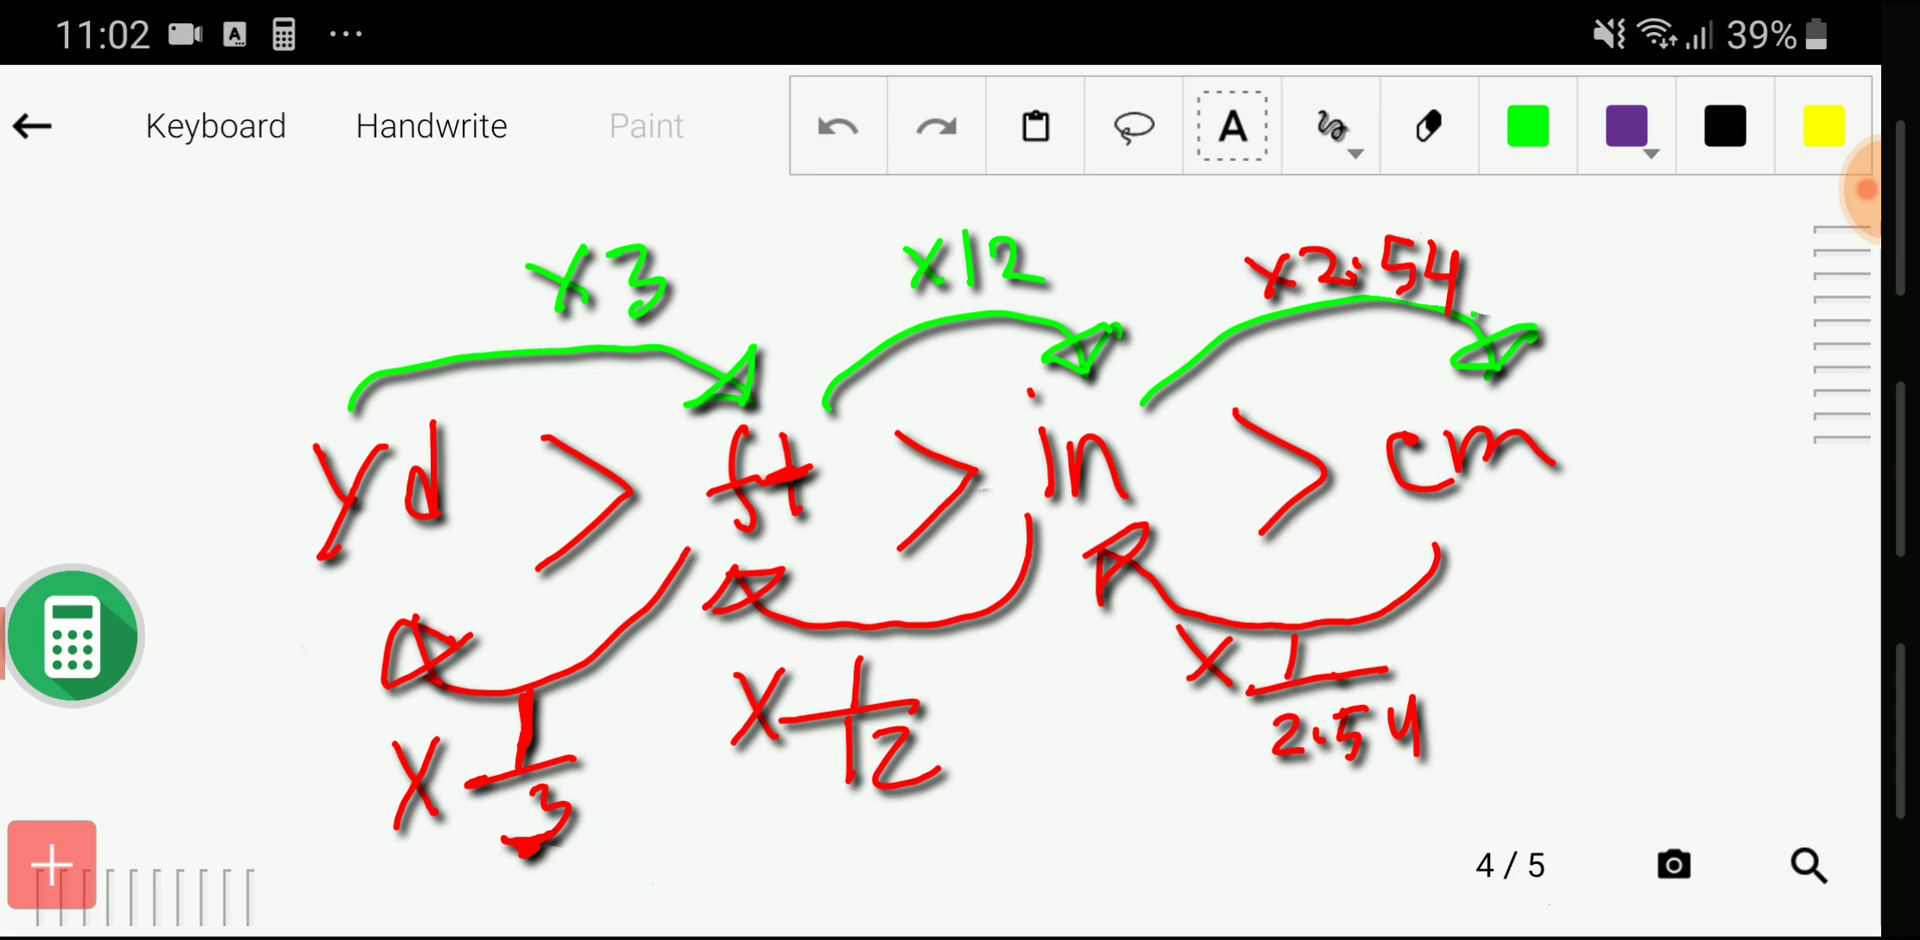 11:02 A ... 39%
Keyboard Handwrite Paint A
x3 x12 x2.54
yd > ft > in > cm
x 1/3 x 1/12 x 1/2.54
4 / 5